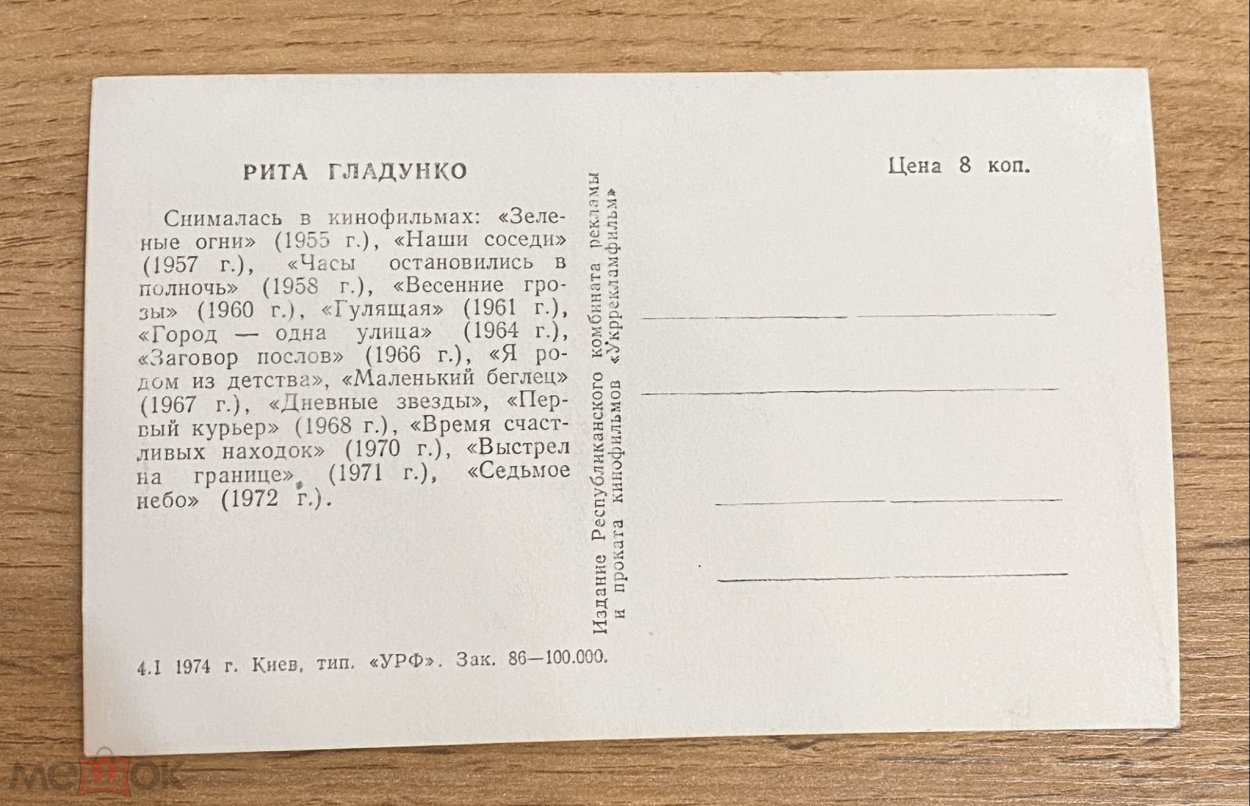 РИТА ГЛАДУНКО
Снималась в кинофильмах: «Зеле-
ные огни» (1955 г.), «Наши соседи»
(1957 г.), «Часы остановились в
полночь» (1958 г.), «Весенние гро-
зы» (1960 г.), «Гулящая» (1961 г.),
«Город — одна улица» (1964 г.),
«Заговор послов» (1966 г.), «Я ро-
дом из детства», «Маленький беглец»
(1967 г.), «Дневные звезды», «Пер-
вый курьер» (1968 г.), «Время счаст-
ливых находок» (1970 г.), «Выстрел
на границе», (1971 г.), «Седьмое
небо» (1972 г.).
4.I 1974 г. Киев, тип. «УРФ». Зак. 86—100.000.
Издание Республиканского комбината рекламы
и проката кинофильмов «Укррекламфильм»
Цена 8 коп.
мешок